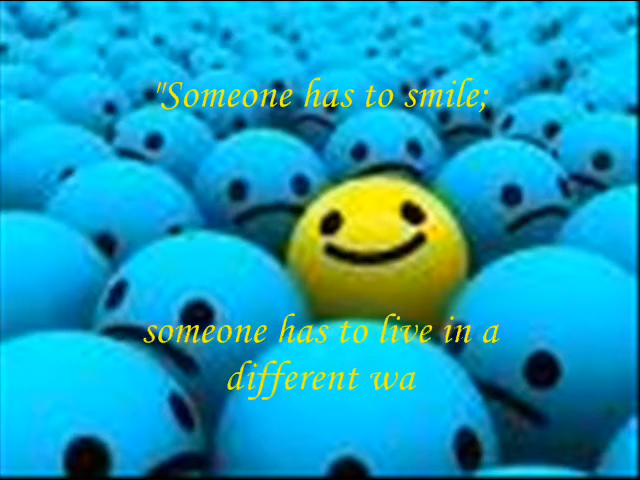 "Someone has to smile;
someone has to live in a
different wa